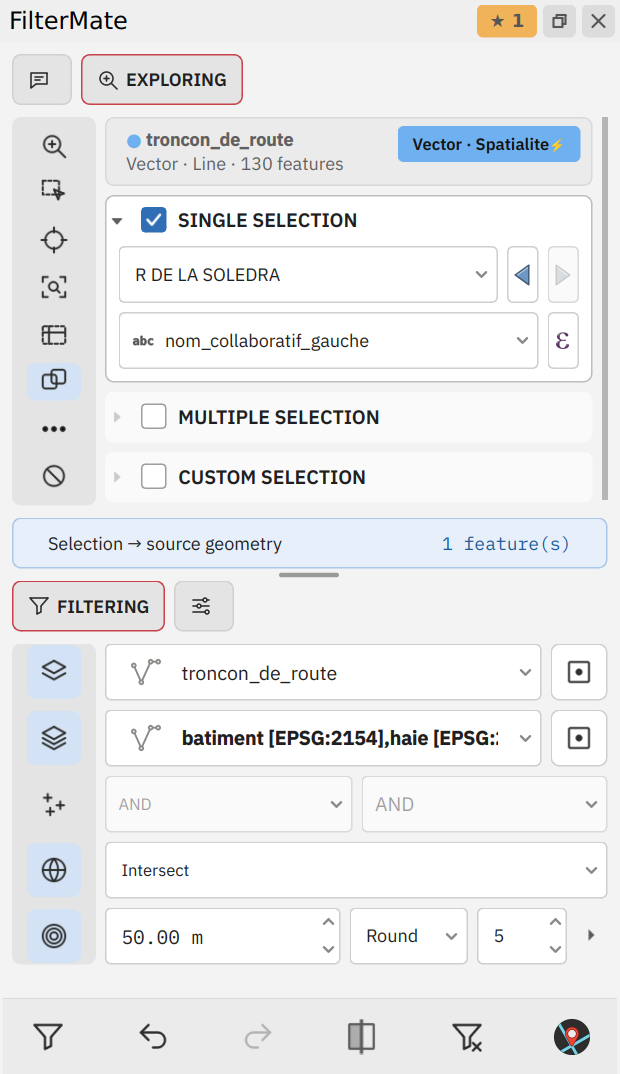 FilterMate
★ 1
EXPLORING
troncon_de_route
Vector · Line · 130 features
Vector · Spatialite⚡
SINGLE SELECTION
R DE LA SOLEDRA
abc nom_collaboratif_gauche
ε
MULTIPLE SELECTION
CUSTOM SELECTION
Selection → source geometry
1 feature(s)
FILTERING
troncon_de_route
batiment [EPSG:2154],haie [EPSG:
AND
AND
Intersect
50.00 m
Round
5